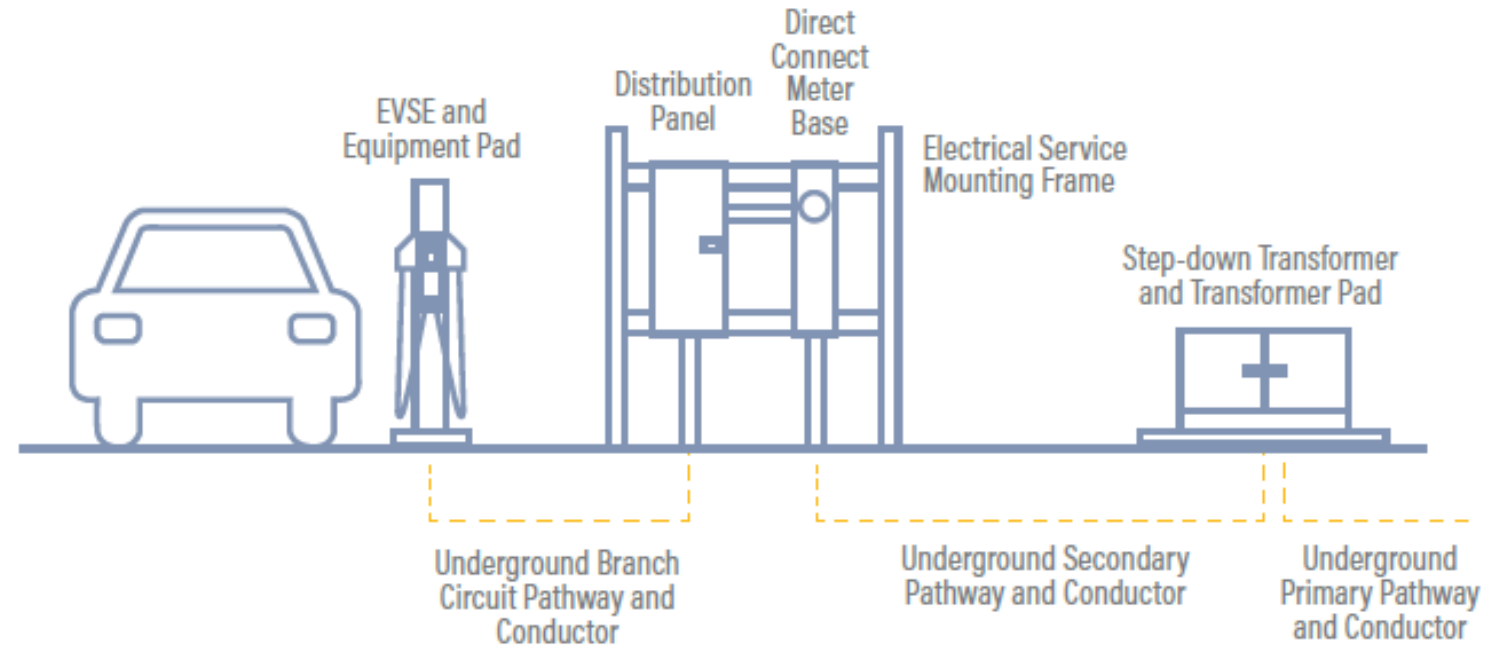 Direct
Connect
Meter
Base
Distribution
Panel
EVSE and
Equipment Pad
Electrical Service
Mounting Frame
Step-down Transformer
and Transformer Pad
Underground Branch
Circuit Pathway and
Conductor
Underground Secondary
Pathway and Conductor
Underground
Primary Pathway
and Conductor